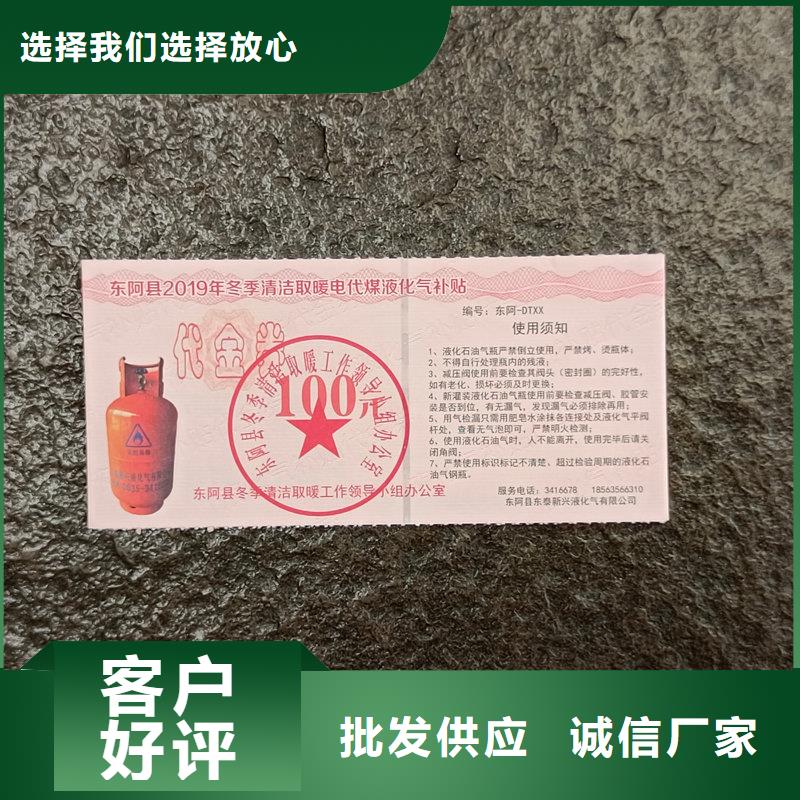 选择我们选择放心
东阿县2019年冬季清洁取暖电代煤液化气补贴
代金券
100元
东阿县冬季清洁取暖工作领导小组办公室
东阿县冬季清洁取暖工作领导小组办公室
编号：东阿-DTXX
使用须知
1、液化石油气瓶严禁倒立使用，严禁烤、烫瓶体；
2、不得自行处理瓶内的残液；
3、减压阀使用前要检查其阀头（密封圈）的完好性，
如有老化、损坏必须及时更换；
4、新灌装液化石油气瓶使用前要检查减压阀、胶管安
装是否到位，有无漏气，发现漏气必须排除再用；
5、用气检漏只需用肥皂水涂抹各连接处及液化气平阀
杆处，查看无气泡即可，严禁明火检测；
6、使用液化石油气时，人不能离开，使用完毕后请关
闭角阀；
7、严禁使用标识标记不清楚、超过检验周期的液化石
油气钢瓶。
服务电话：3416678 18563566310
东阿县东泰新兴液化气有限公司
客户
好评
批发供应 诚信厂家